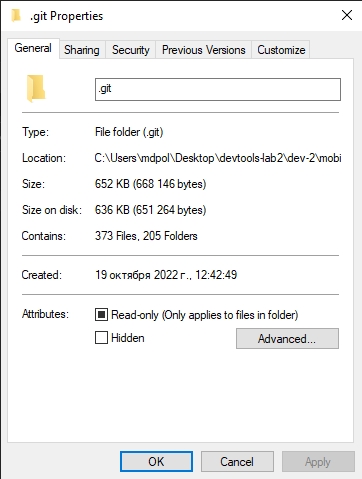 .git Properties
General Sharing Security Previous Versions Customize
.git
Type: File folder (.git)
Location: C:\Users\mdpol\Desktop\devtools-lab2\dev-2\mobi
Size: 652 KB (668 146 bytes)
Size on disk: 636 KB (651 264 bytes)
Contains: 373 Files, 205 Folders
Created: 19 октября 2022 г., 12:42:49
Attributes: Read-only (Only applies to files in folder)
Hidden Advanced...
OK Cancel Apply